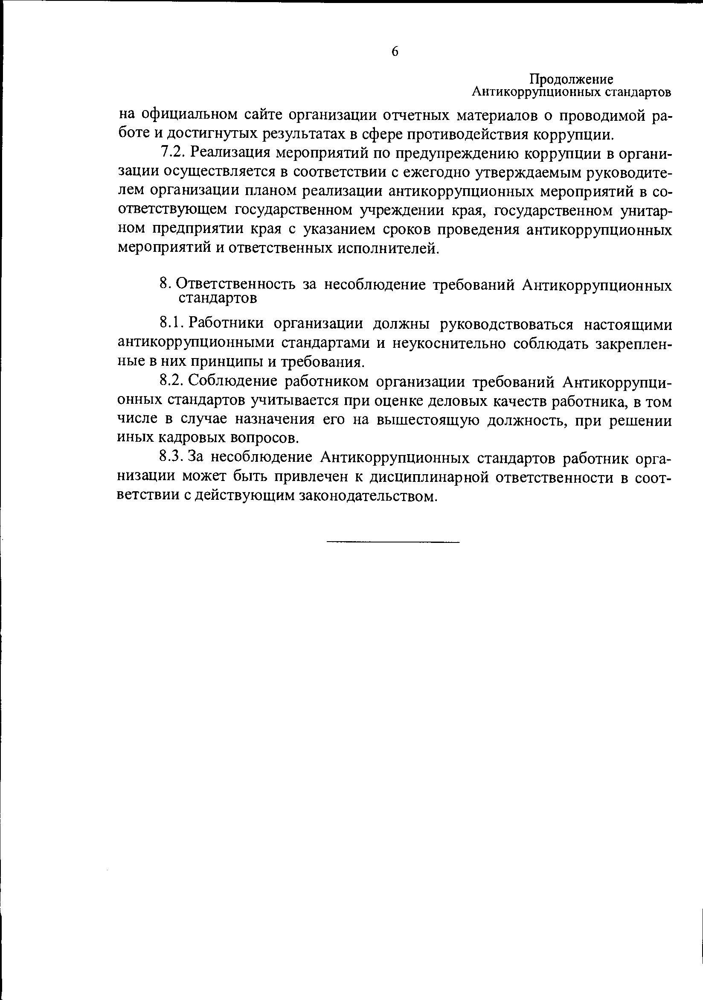 6
Продолжение
Антикоррупционных стандартов
на официальном сайте организации отчетных материалов о проводимой ра-
боте и достигнутых результатах в сфере противодействия коррупции.
7.2. Реализация мероприятий по предупреждению коррупции в органи-
зации осуществляется в соответствии с ежегодно утверждаемым руководите-
лем организации планом реализации антикоррупционных мероприятий в со-
ответствующем государственном учреждении края, государственном унитар-
ном предприятии края с указанием сроков проведения антикоррупционных
мероприятий и ответственных исполнителей.
8. Ответственность за несоблюдение требований Антикоррупционных
стандартов
8.1. Работники организации должны руководствоваться настоящими
антикоррупционными стандартами и неукоснительно соблюдать закреплен-
ные в них принципы и требования.
8.2. Соблюдение работником организации требований Антикоррупци-
онных стандартов учитывается при оценке деловых качеств работника, в том
числе в случае назначения его на вышестоящую должность, при решении
иных кадровых вопросов.
8.3. За несоблюдение Антикоррупционных стандартов работник орга-
низации может быть привлечен к дисциплинарной ответственности в соот-
ветствии с действующим законодательством.